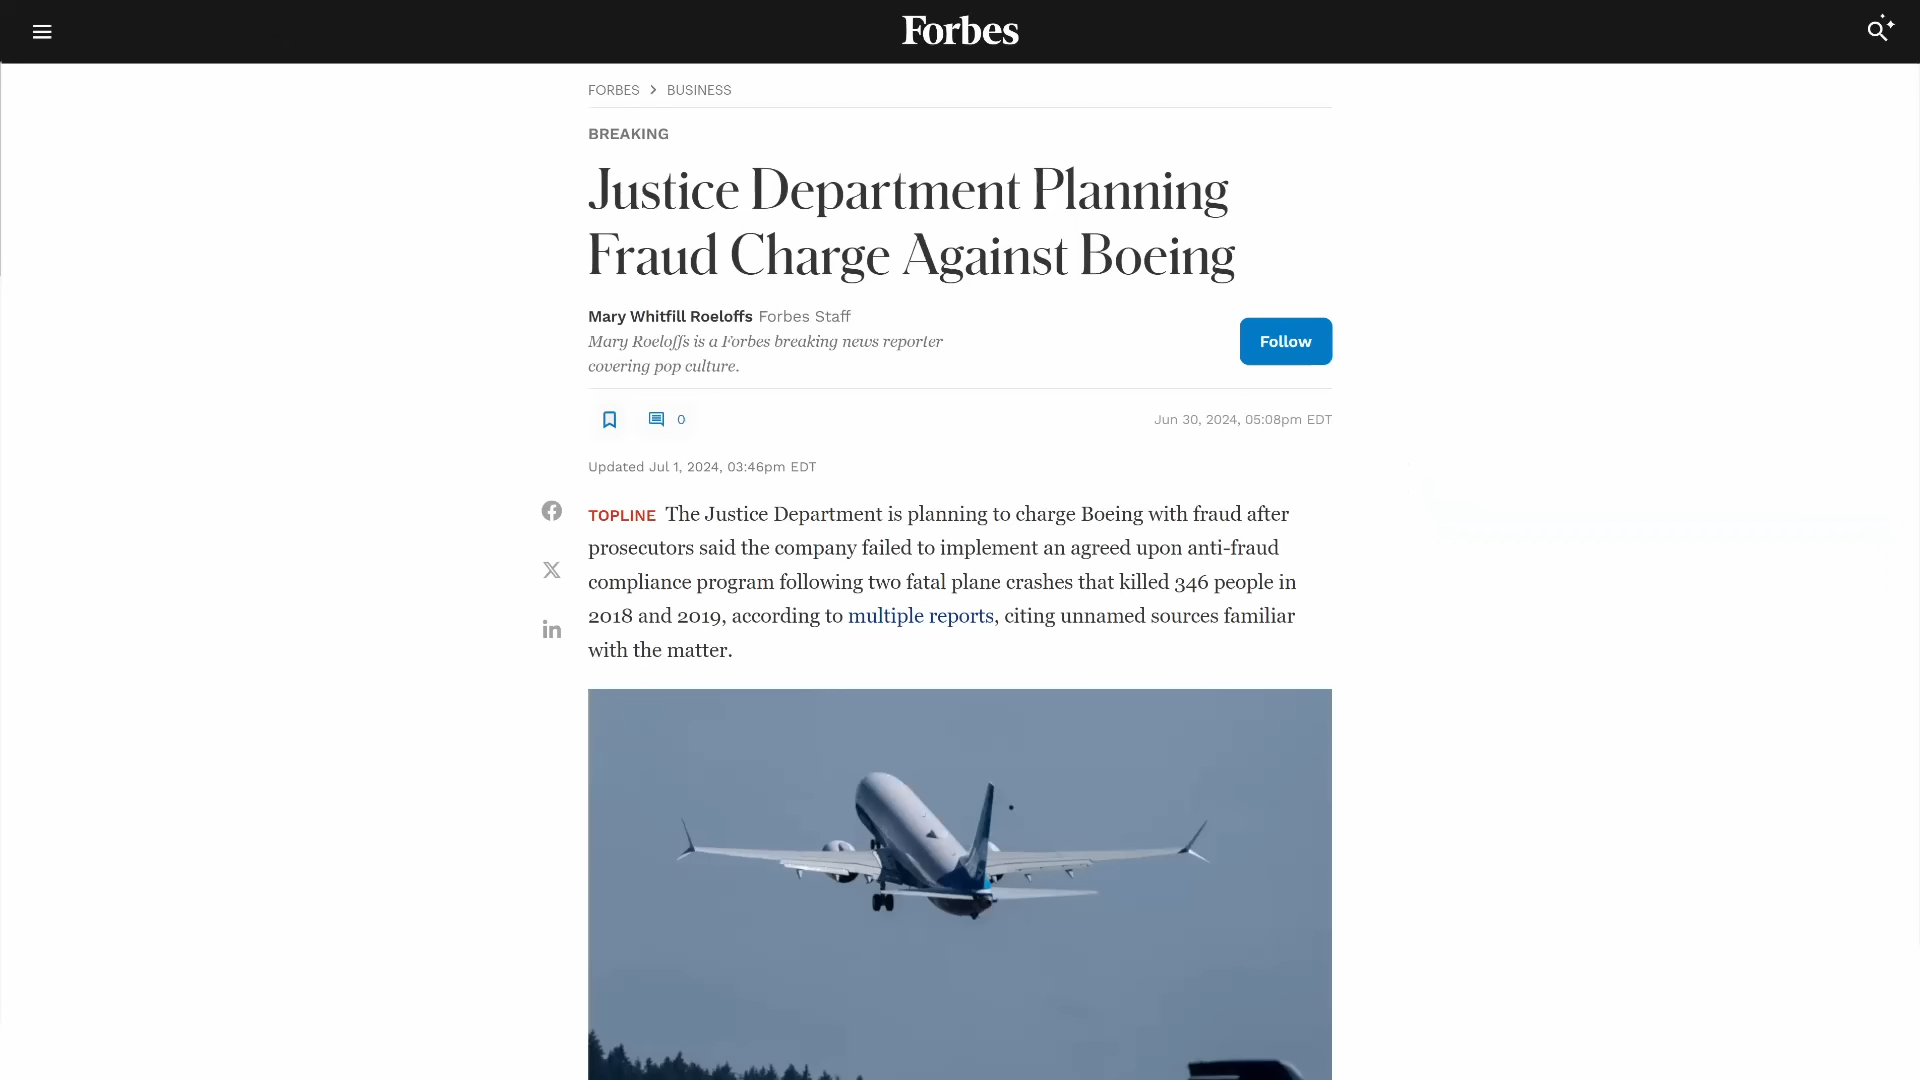 Forbes
FORBES > BUSINESS
BREAKING
Justice Department Planning
Fraud Charge Against Boeing
Mary Whitfill Roeloffs Forbes Staff
Mary Roeloffs is a Forbes breaking news reporter
covering pop culture.
Follow
0
Jun 30, 2024, 05:08pm EDT
Updated Jul 1, 2024, 03:46pm EDT
TOPLINE The Justice Department is planning to charge Boeing with fraud after
prosecutors said the company failed to implement an agreed upon anti-fraud
compliance program following two fatal plane crashes that killed 346 people in
2018 and 2019, according to multiple reports, citing unnamed sources familiar
with the matter.